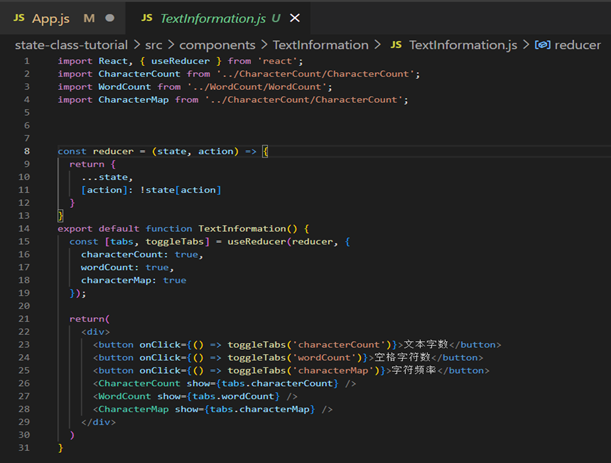 JS App.js M ●
JS TextInformation.js U ×
state-class-tutorial > src > components > TextInformation > JS TextInformation.js > reducer
1 import React, { useReducer } from 'react';
2 import CharacterCount from '../CharacterCount/CharacterCount';
3 import WordCount from '../WordCount/WordCount';
4 import CharacterMap from '../CharacterCount/CharacterCount';
5
6
7
8 const reducer = (state, action) => {
9 return {
10 ...state,
11 [action]: !state[action]
12 }
13 }
14 export default function TextInformation() {
15 const [tabs, toggleTabs] = useReducer(reducer, {
16 characterCount: true,
17 wordCount: true,
18 characterMap: true
19 });
20
21 return(
22 <div>
23 <button onClick={() => toggleTabs('characterCount')}>文本字數</button>
24 <button onClick={() => toggleTabs('wordCount')}>空格字符數</button>
25 <button onClick={() => toggleTabs('characterMap')}>字符頻率</button>
26 <CharacterCount show={tabs.characterCount} />
27 <WordCount show={tabs.wordCount} />
28 <CharacterMap show={tabs.characterMap} />
29 </div>
30 )
31 }